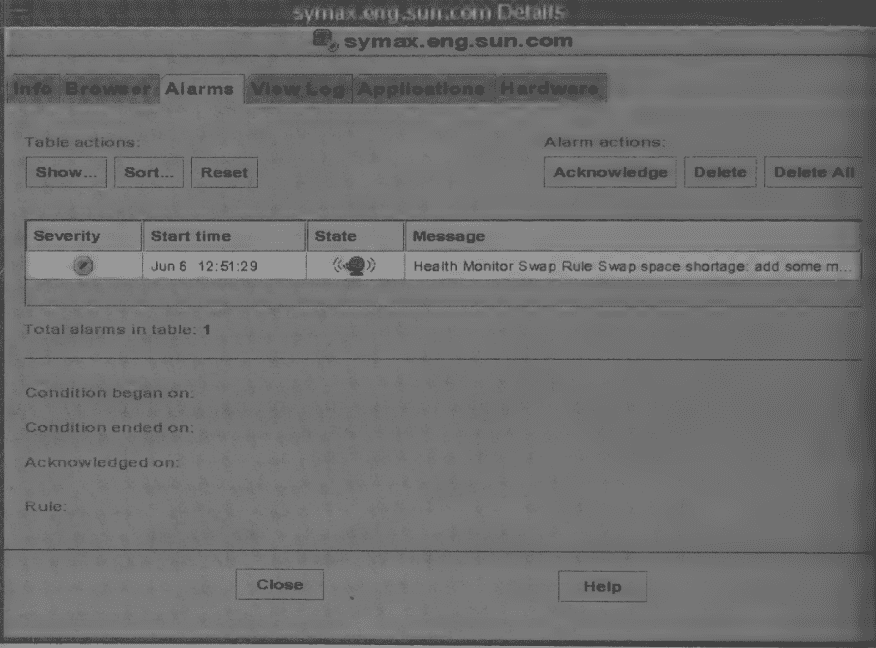 symax.eng.sun.com Details
symax.eng.sun.com
Info Browser Alarms View Log Applications Hardware
Table actions: Alarm actions:
Show... Sort... Reset Acknowledge Delete Delete All
Severity Start time State Message
Jun 6 12:51:29 Health Monitor Swap Rule Swap space shortage: add some m...
Total alarms in table: 1
Condition began on:
Condition ended on:
Acknowledged on:
Rule:
Close Help